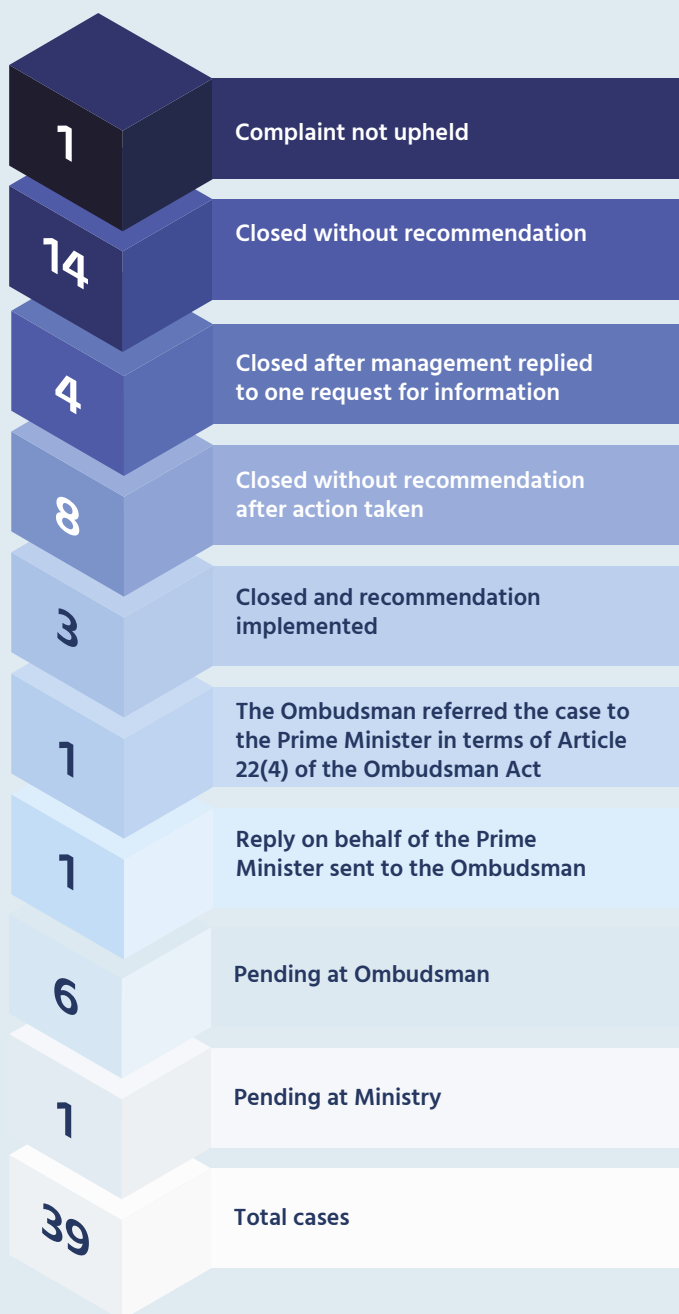 1
Complaint not upheld
14
Closed without recommendation
4
Closed after management replied
to one request for information
8
Closed without recommendation
after action taken
3
Closed and recommendation
implemented
1
The Ombudsman referred the case to
the Prime Minister in terms of Article
22(4) of the Ombudsman Act
1
Reply on behalf of the Prime
Minister sent to the Ombudsman
6
Pending at Ombudsman
1
Pending at Ministry
39
Total cases